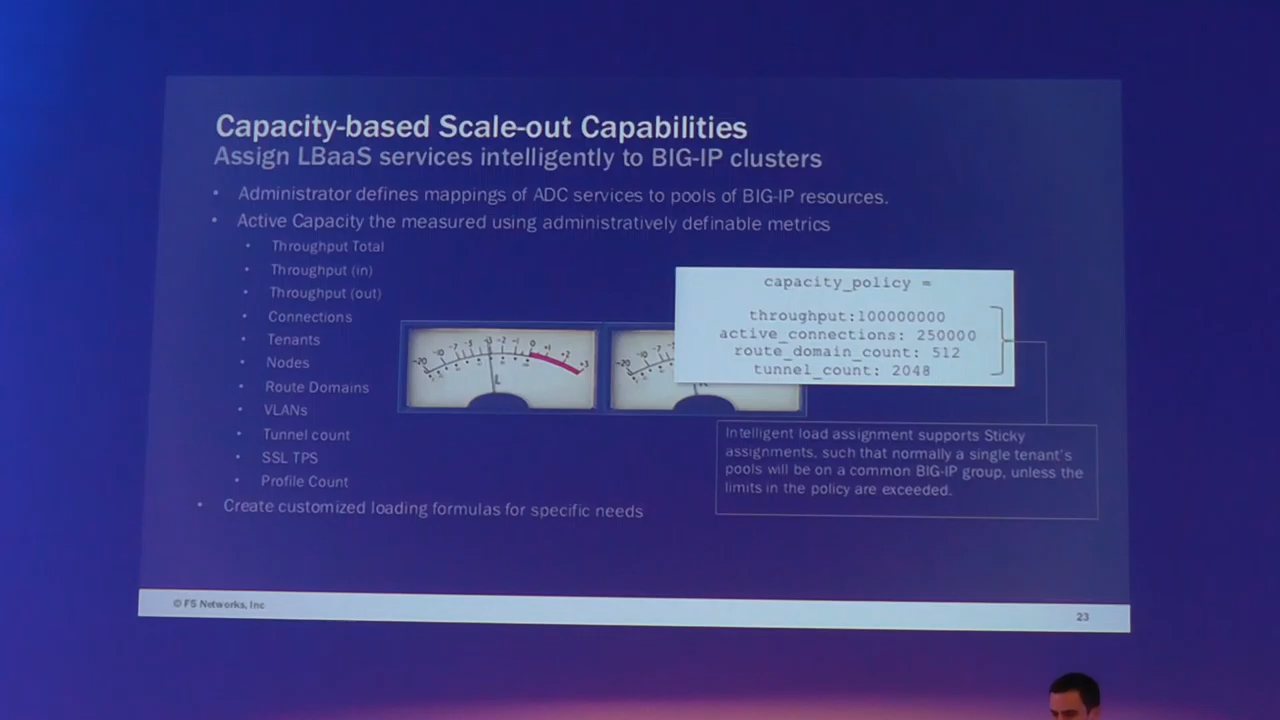 Capacity-based Scale-out Capabilities
Assign LBaaS services intelligently to BIG-IP clusters
• Administrator defines mappings of ADC services to pools of BIG-IP resources.
• Active Capacity the measured using administratively definable metrics
• Throughput Total
• Throughput (in)
• Throughput (out)
• Connections
• Tenants
• Nodes
• Route Domains
• VLANs
• Tunnel count
• SSL TPS
• Profile Count
• Create customized loading formulas for specific needs
capacity_policy =
throughput:100000000
active_connections: 250000
route_domain_count: 512
tunnel_count: 2048
Intelligent load assignment supports Sticky
assignments, such that normally a single tenant's
pools will be on a common BIG-IP group, unless the
limits in the policy are exceeded.
© F5 Networks, Inc
23